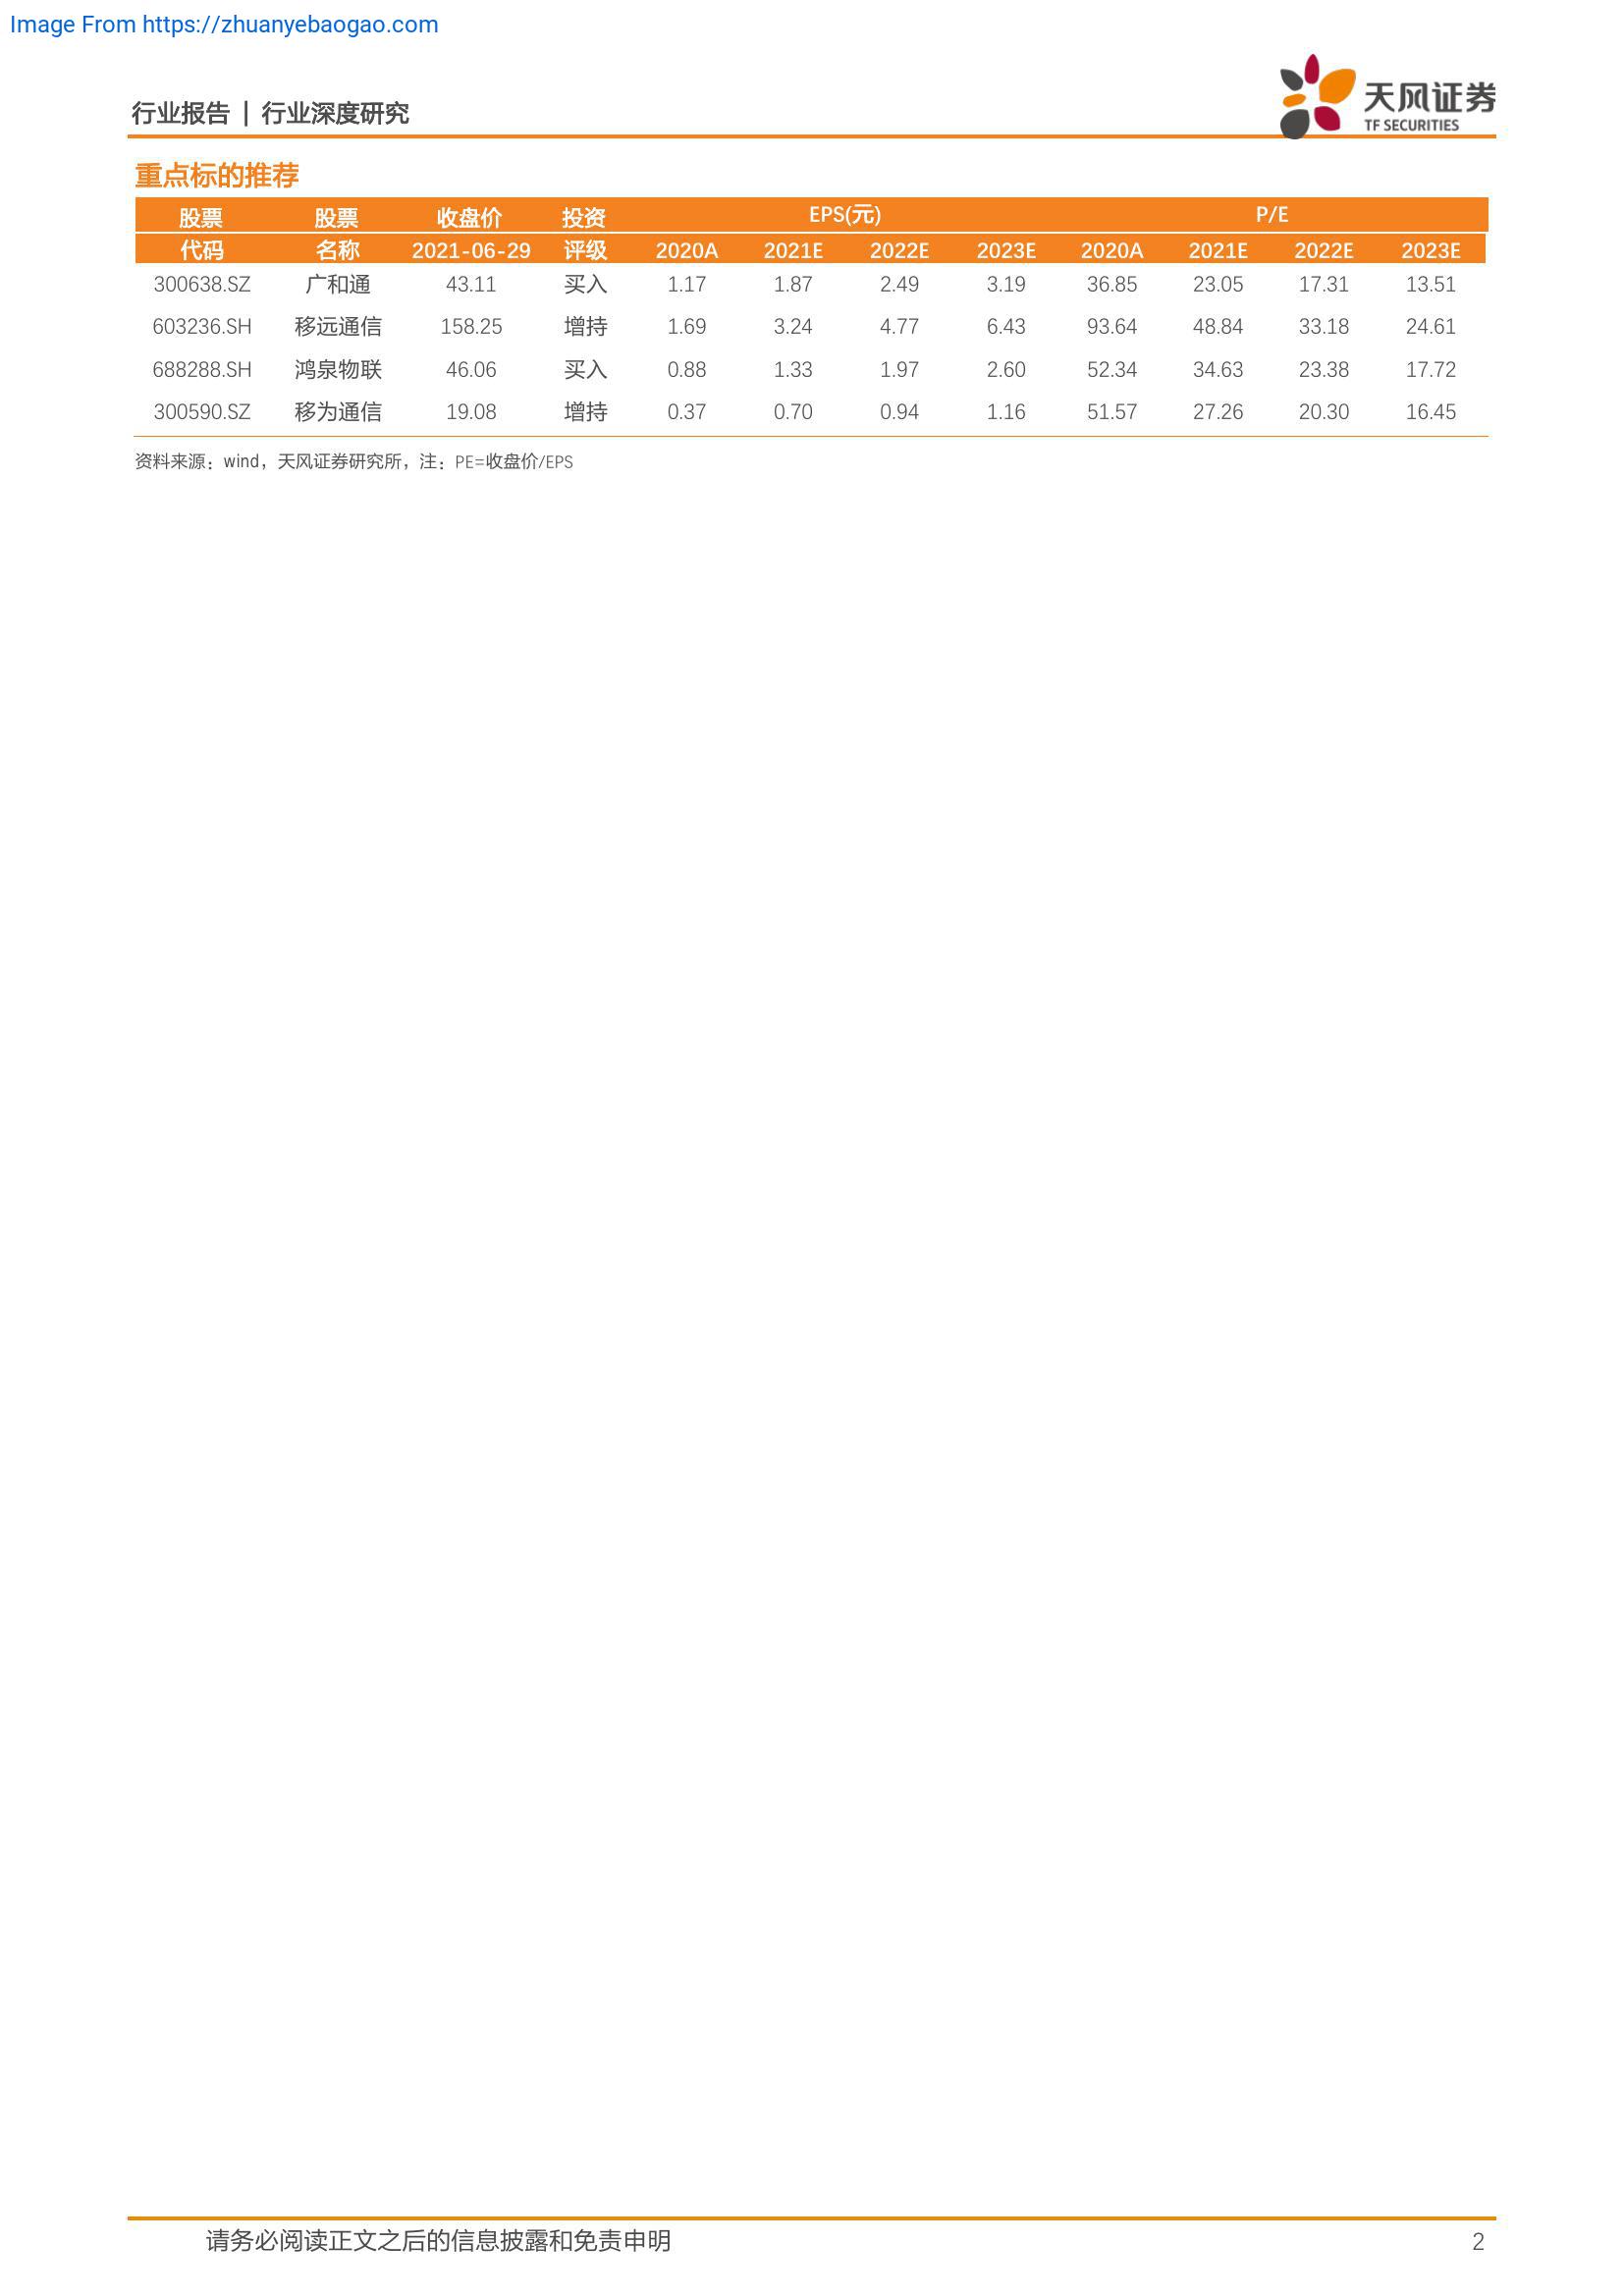 Image From https://zhuanyebaogao.com
行业报告 | 行业深度研究
天风证券
TF SECURITIES
重点标的推荐
股票 股票 收盘价 投资 EPS(元) P/E
代码 名称 2021-06-29 评级 2020A 2021E 2022E 2023E 2020A 2021E 2022E 2023E
300638.SZ 广和通 43.11 买入 1.17 1.87 2.49 3.19 36.85 23.05 17.31 13.51
603236.SH 移远通信 158.25 增持 1.69 3.24 4.77 6.43 93.64 48.84 33.18 24.61
688288.SH 鸿泉物联 46.06 买入 0.88 1.33 1.97 2.60 52.34 34.63 23.38 17.72
300590.SZ 移为通信 19.08 增持 0.37 0.70 0.94 1.16 51.57 27.26 20.30 16.45
资料来源：wind，天风证券研究所，注：PE=收盘价/EPS
请务必阅读正文之后的信息披露和免责申明 2